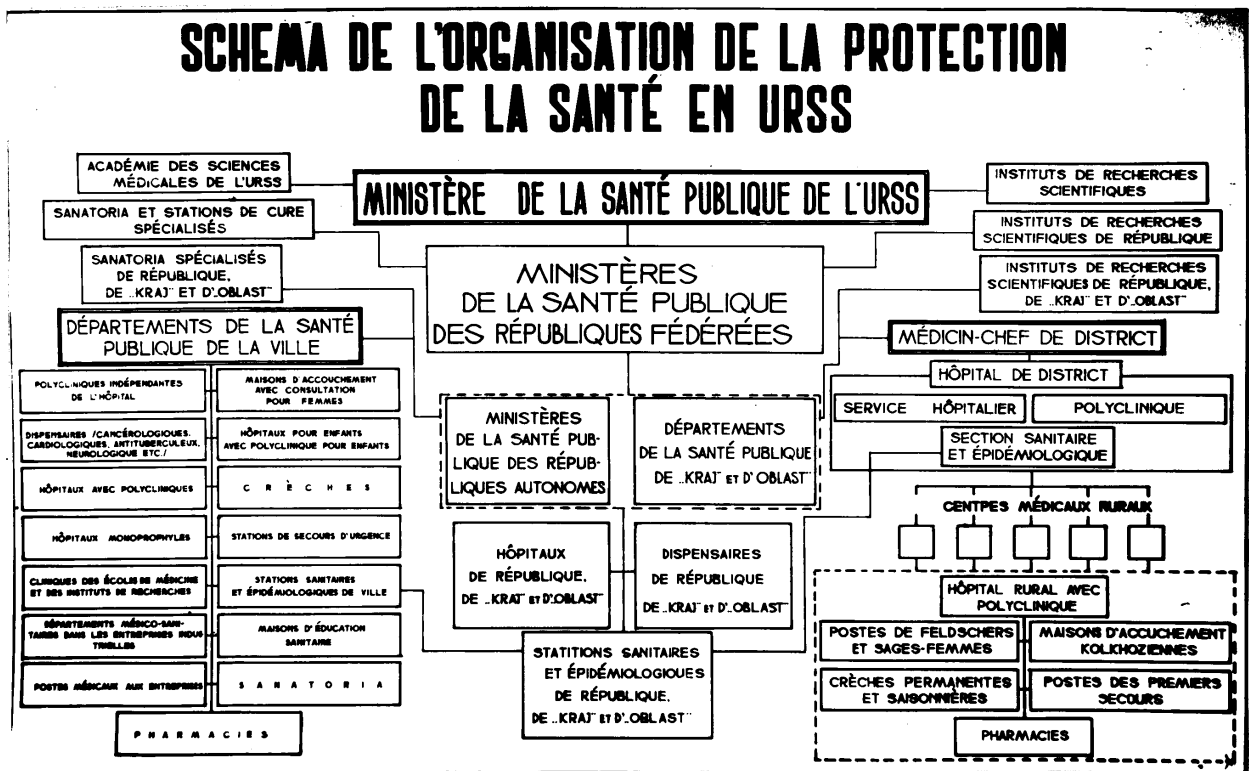 SCHEMA DE L'ORGANISATION DE LA PROTECTION
DE LA SANTÉ EN URSS
ACADÉMIE DES SCIENCES
MÉDICALES DE L'URSS
MINISTÈRE DE LA SANTÉ PUBLIQUE DE L'URSS
INSTITUTS DE RECHERCHES
SCIENTIFIQUES
SANATORIA ET STATIONS DE CURE
SPÉCIALISÉS
INSTITUTS DE RECHERCHES
SCIENTIFIQUES DE RÉPUBLIQUE
SANATORIA SPÉCIALISÉS
DE RÉPUBLIQUE,
DE „KRAJ" ET D'„OBLAST"
MINISTÈRES
DE LA SANTÉ PUBLIQUE
DES RÉPUBLIQUES FÉDÉRÉES
INSTITUTS DE RECHERCHES
SCIENTIFIQUES DE RÉPUBLIQUE,
DE „KRAJ" ET D'„OBLAST"
DÉPARTEMENTS DE LA SANTÉ
PUBLIQUE DE LA VILLE
MÉDICIN-CHEF DE DISTRICT
POLYCLINIQUES INDÉPENDANTES
DE L'HÔPITAL
MAISONS D'ACCOUCHEMENT
AVEC CONSULTATION
POUR FEMMES
DISPENSAIRES /CANCÉROLOGIQUES,
CARDIOLOGIQUES, ANTITUBERCULEUX,
NEUROLOGIQUE ETC./
HÔPITAUX POUR ENFANTS
AVEC POLYCLINIQUE POUR ENFANTS
HÔPITAUX AVEC POLYCLINIQUES
CRÈCHES
HÔPITAUX MONOPROPHYLES
STATIONS DE SECOURS D'URGENCE
CLINIQUES DES ÉCOLIS DE MÉDICINE
ET DES INSTITUTS DE RECHERCHES
STATIONS SANITAIRES
ET ÉPIDÉMIOLOGIQUES DE VILLE
DÉPARTEMENTS MÉDICO-SANI-
TAIRES DANS LES ENTREPRISES INDUS
TRIELLES
MAISONS D'ÉDUCATION
SANITAIRE
POSTES MÉDICAUX AUX ENTREPRISES
SANATORIA
PHARMACIES
MINISTÈRES
DE LA SANTÉ PUB-
LIQUE DES RÉPUB-
LIQUES AUTONOMES
DÉPARTEMENTS
DE LA SANTÉ PUBLIQUE
DE „KRAJ" ET D'OBLAST"
HÔPITAUX
DE RÉPUBLIQUE,
DE „KRAJ" ET D'„OBLAST"
DISPENSAIRES
DE RÉPUBLIQUE
DE „KRAJ" ET D'„OBLAST"
STATITIONS SANITAIRES
ET ÉPIDÉMIOLOGIQUES
DE RÉPUBLIQUE,
DE „KRAJ" ET D'„OBLAST"
HÔPITAL DE DISTRICT
SERVICE HÔPITALIER
POLYCLINIQUE
SECTION SANITAIRE
ET ÉPIDÉMIOLOGIQUE
CENTPES MÉDICAUX RURAUX
HÔPITAL RURAL AVEC
POLYCLINIQUE
POSTES DE FELDSCHERS
ET SAGES-FEMMES
MAISONS D'ACCUCHEMENT
KOLKHOZIENNES
CRÈCHES PERMANENTES
ET SAISONNIÈRES
POSTES DES PREMIERS
SECOURS
PHARMACIES